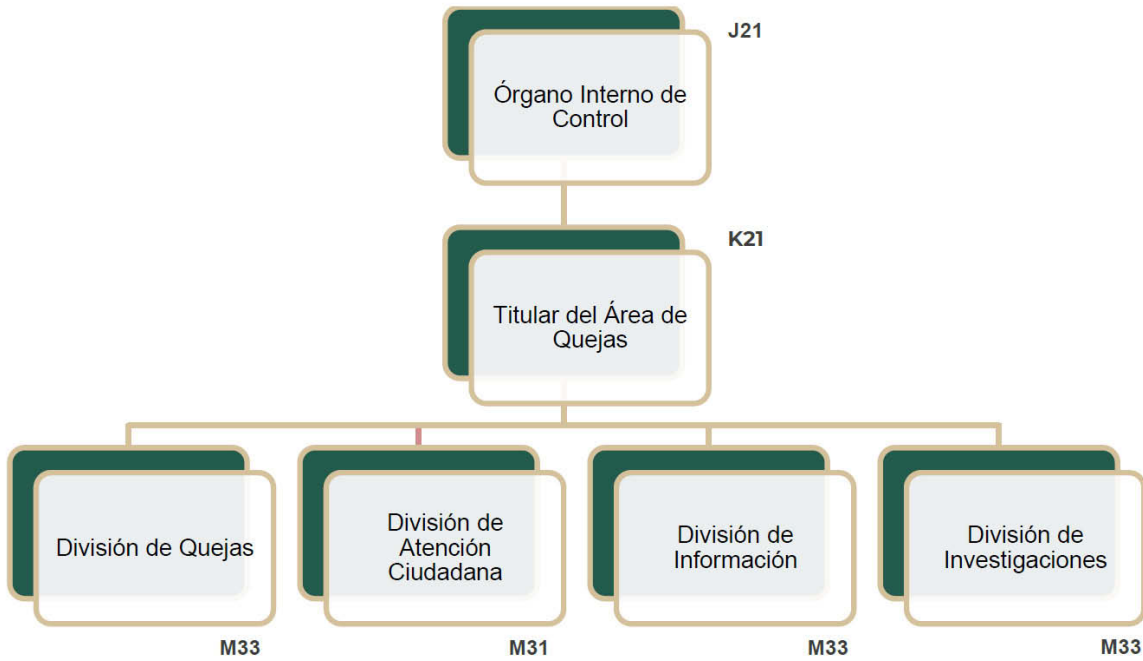 J21
Órgano Interno de
Control
K21
Titular del Área de
Quejas
División de Quejas
División de
Atención
Ciudadana
División de
Información
División de
Investigaciones
M33
M31
M33
M33